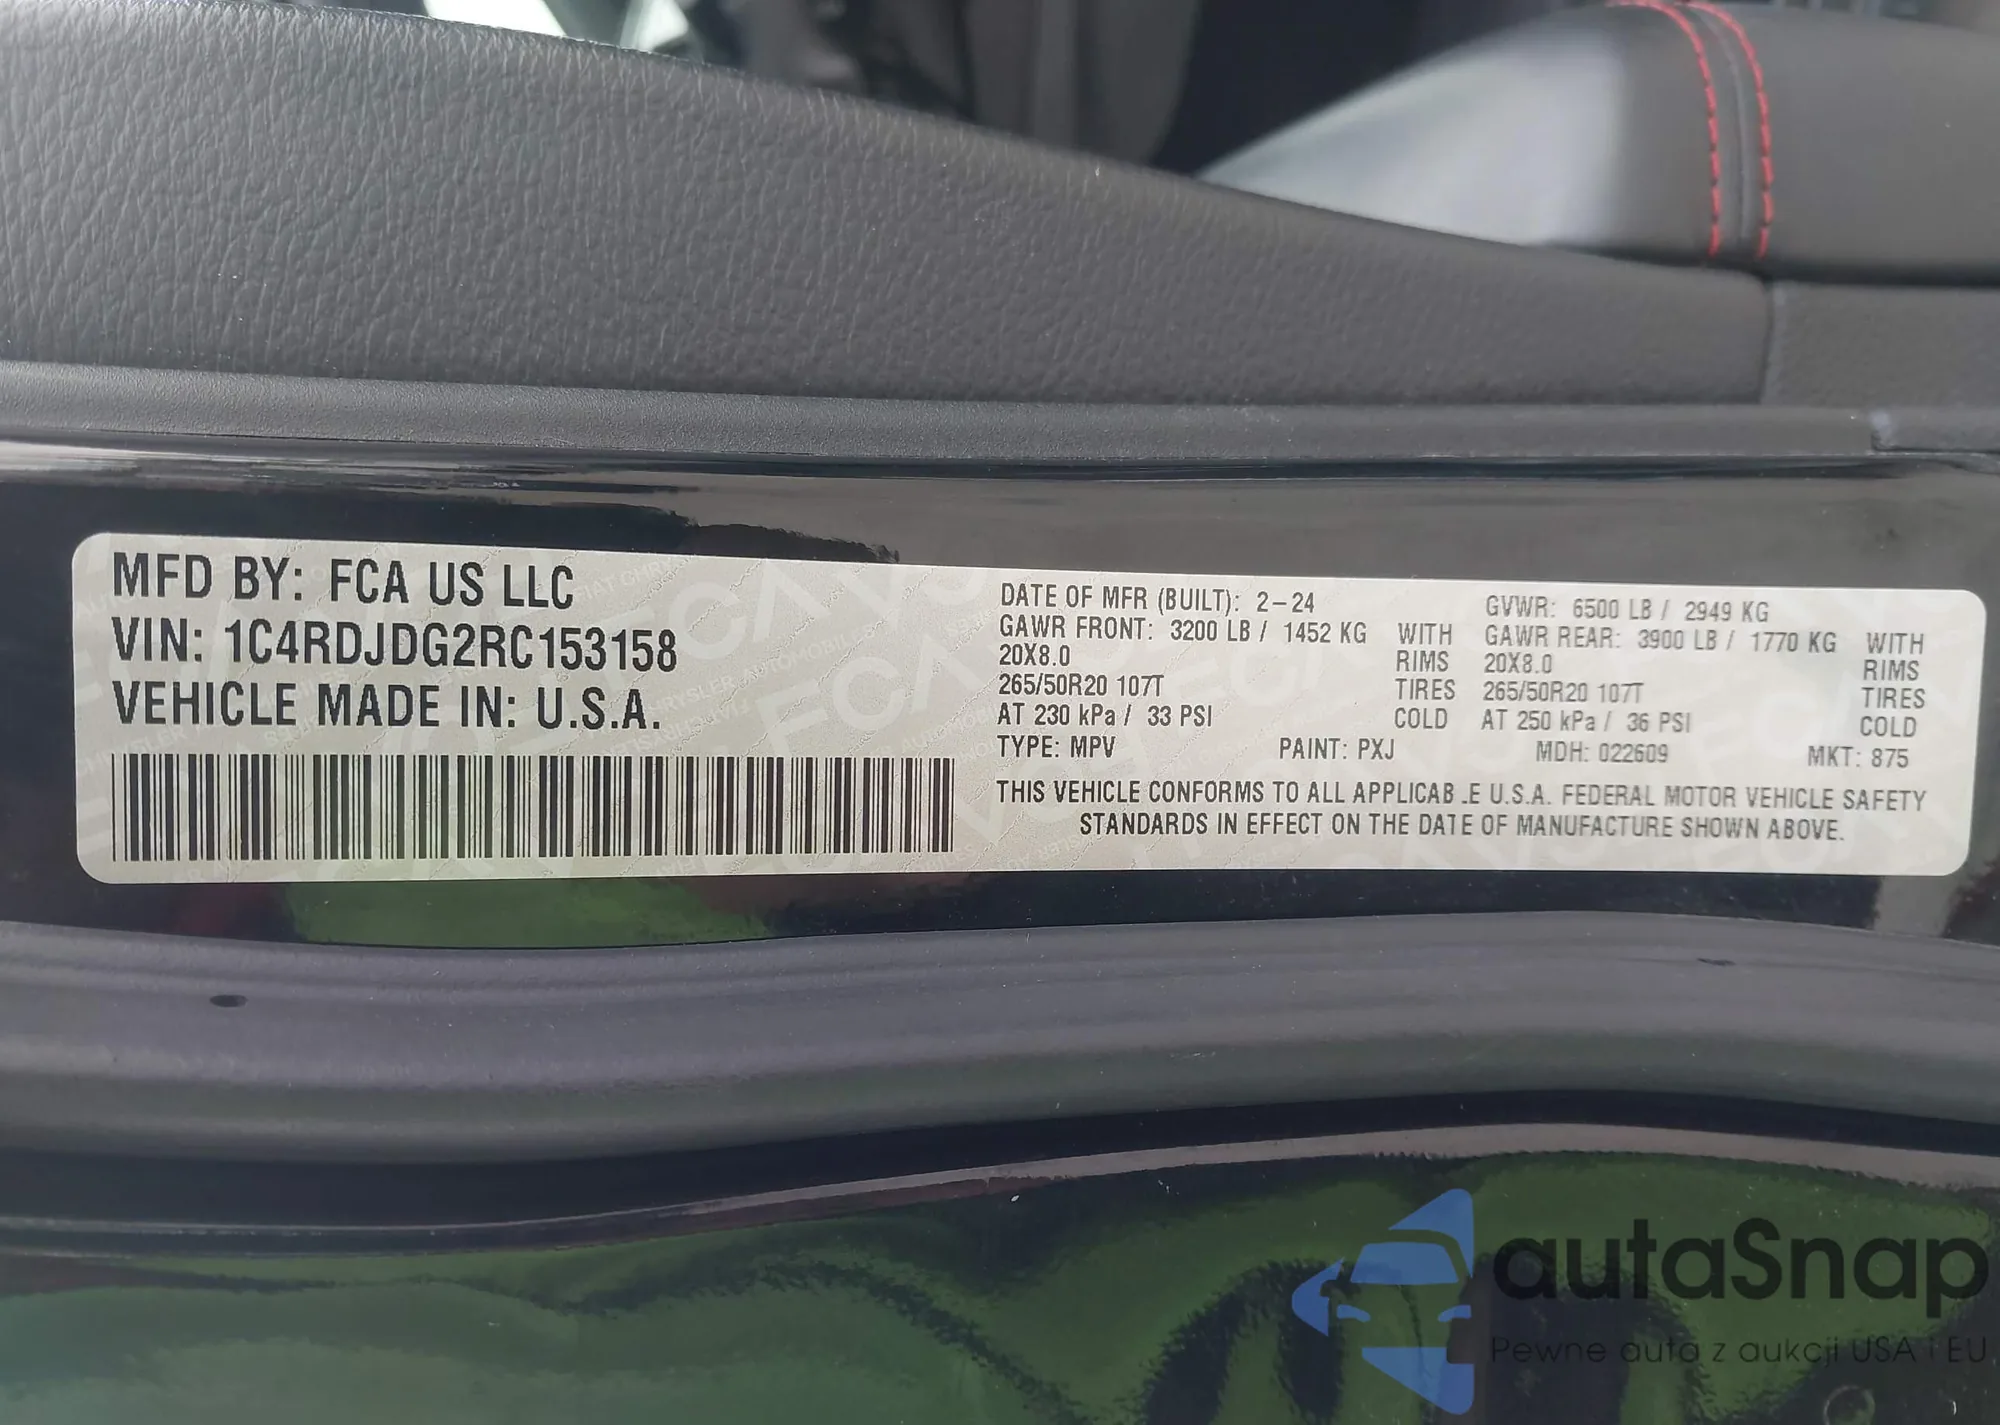 MFD BY: FCA US LLC
VIN: 1C4RDJDG2RC153158
VEHICLE MADE IN: U.S.A.
DATE OF MFR (BUILT): 2-24
GAWR FRONT: 3200 LB / 1452 KG WITH
20X8.0 RIMS
265/50R20 107T TIRES
AT 230 kPa / 33 PSI COLD
GVWR: 6500 LB / 2949 KG
GAWR REAR: 3900 LB / 1770 KG WITH
20X8.0 RIMS
265/50R20 107T TIRES
AT 250 kPa / 36 PSI COLD
TYPE: MPV PAINT: PXJ MDH: 022609 MKT: 875
THIS VEHICLE CONFORMS TO ALL APPLICAB.E U.S.A. FEDERAL MOTOR VEHICLE SAFETY
STANDARDS IN EFFECT ON THE DATE OF MANUFACTURE SHOWN ABOVE.
autaSnap
Pewne auta z aukcji USA i EU